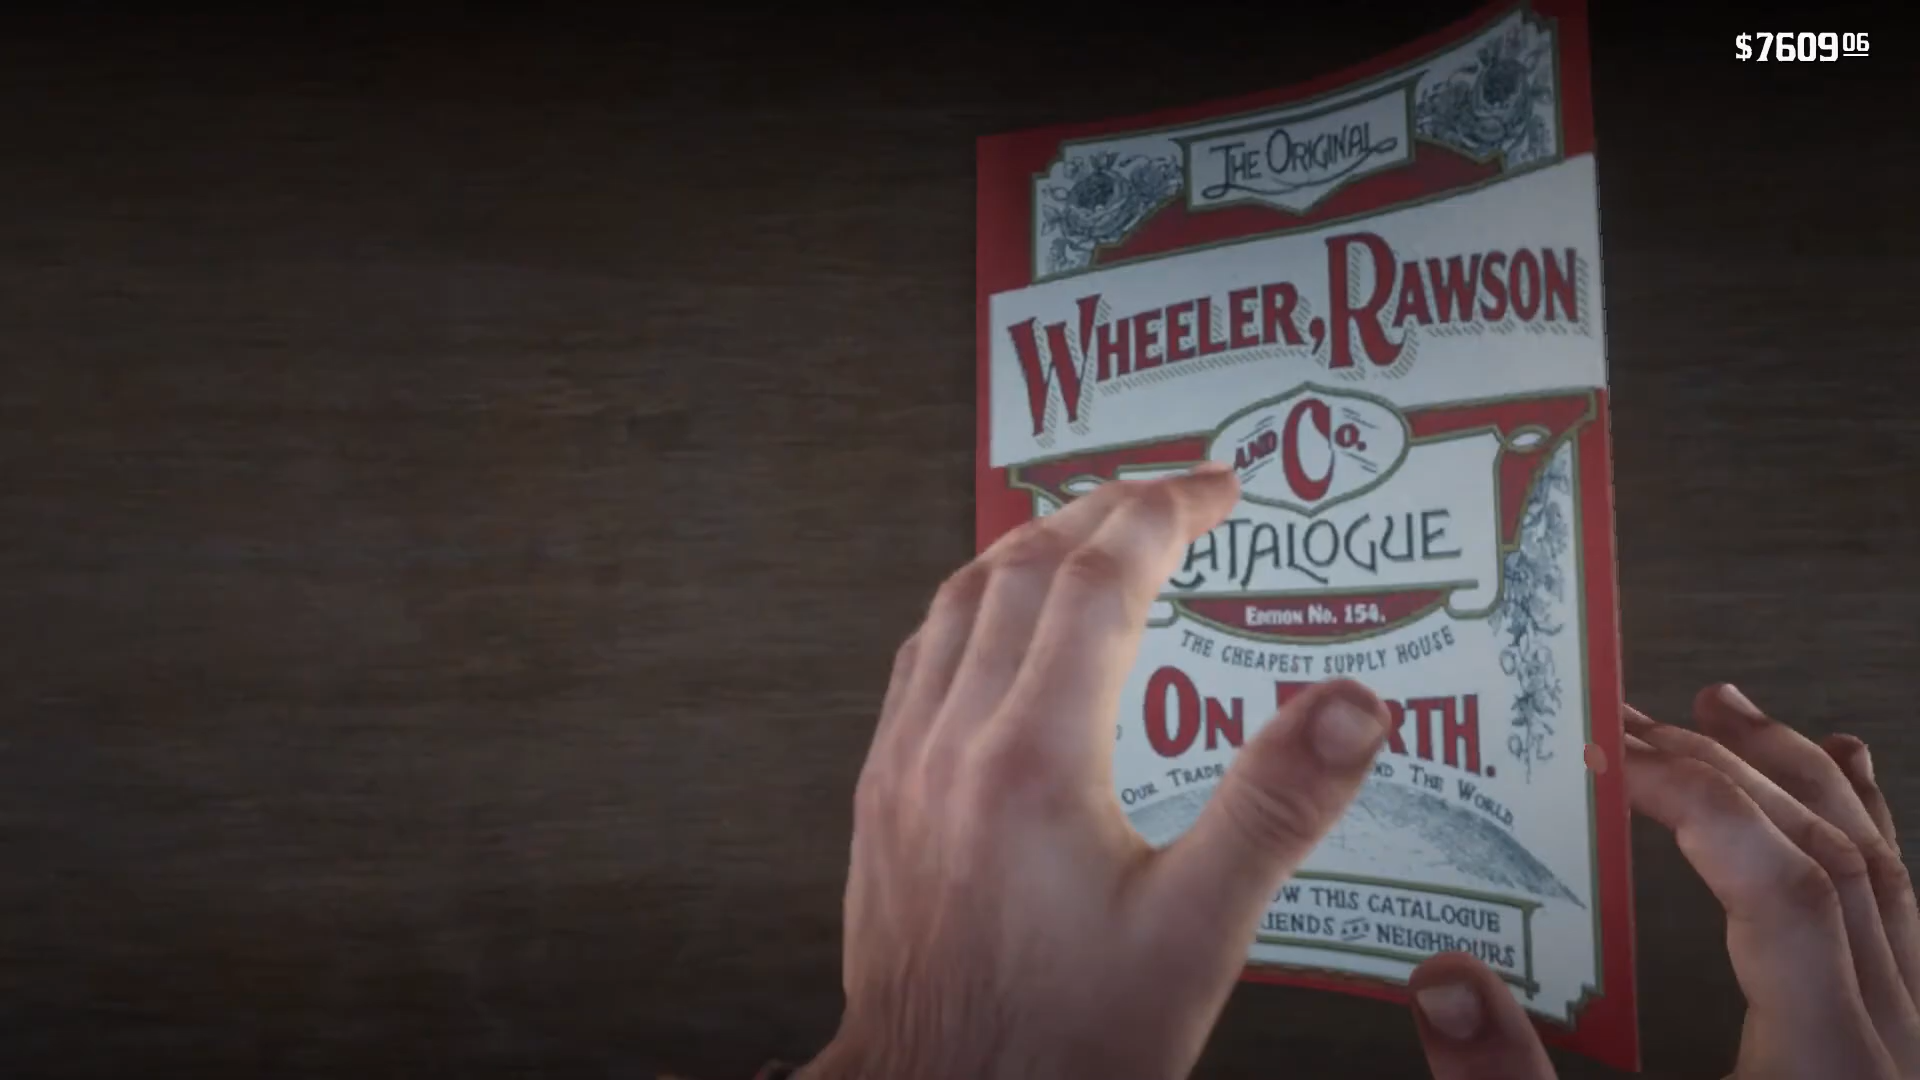 $7609 06
THE ORIGINAL
WHEELER, RAWSON
AND CO.
CATALOGUE
EDITION No. 154.
THE CHEAPEST SUPPLY HOUSE
ON
OUR TRADE THE WORLD
THIS CATALOGUE
NEIGHBOURS